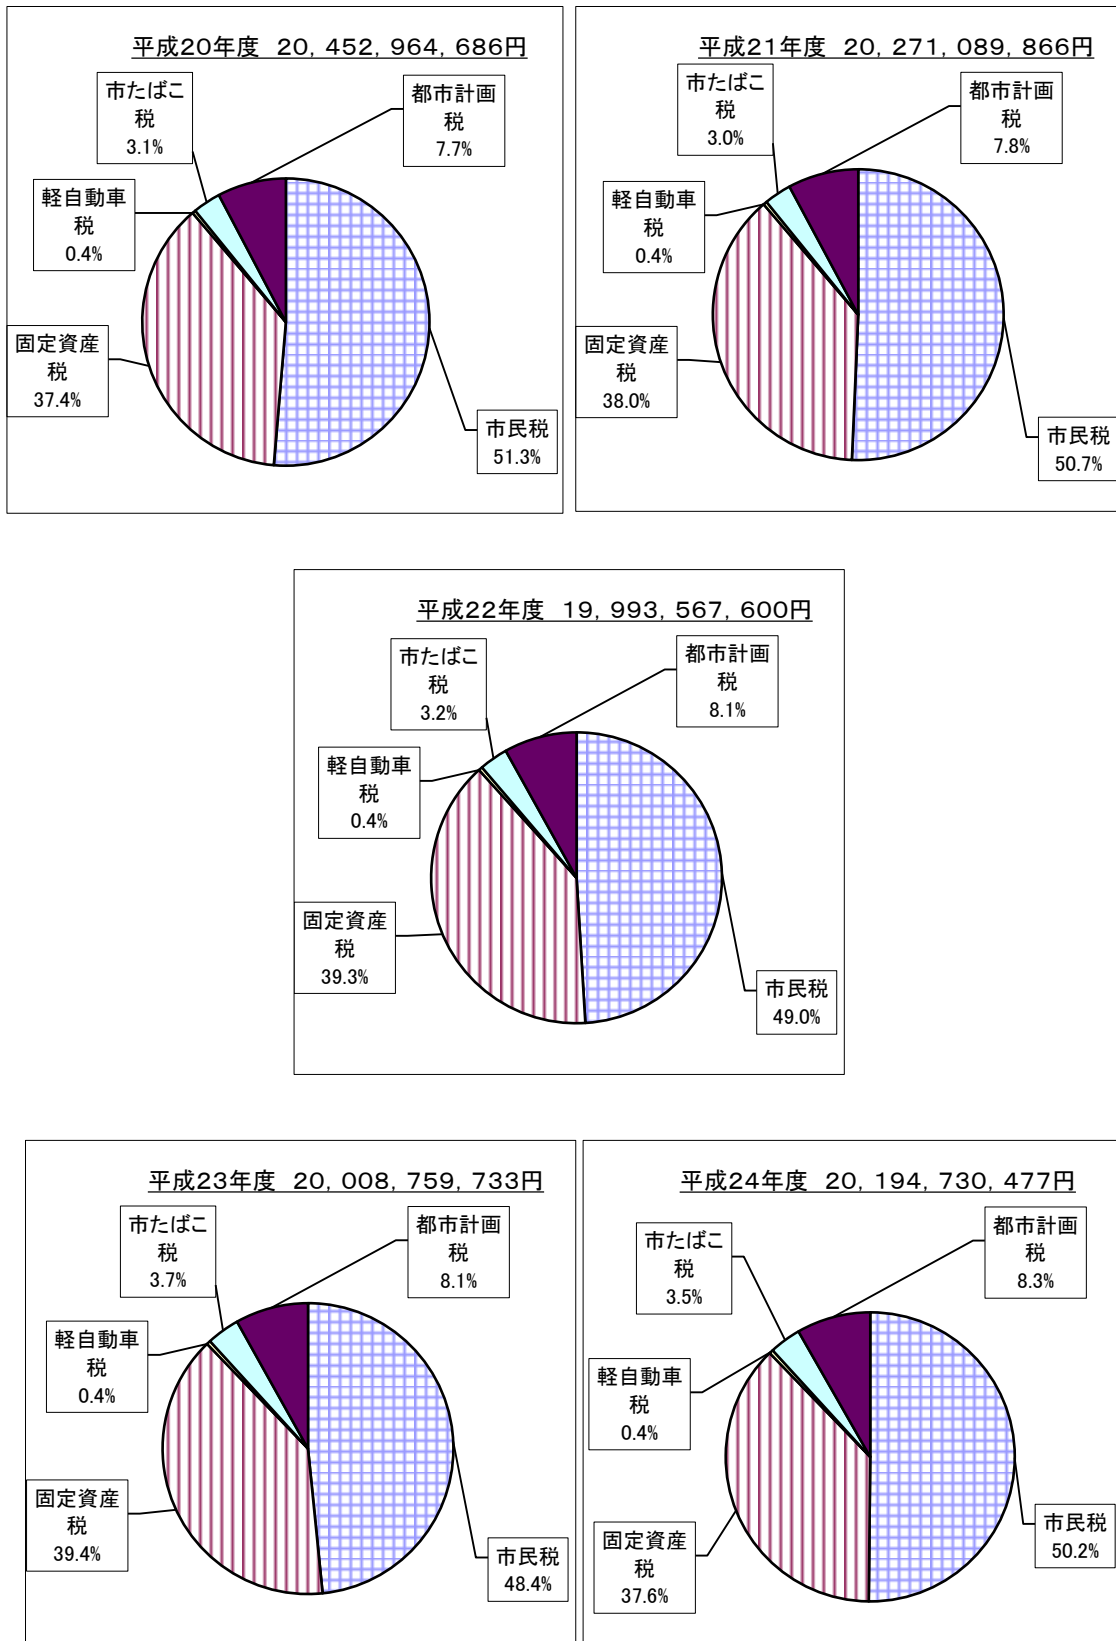 平成20年度 20,452,964,686円
市たばこ
税
3.1%
都市計画
税
7.7%
軽自動車
税
0.4%
固定資産
税
37.4%
市民税
51.3%
平成21年度 20,271,089,866円
市たばこ
税
3.0%
都市計画
税
7.8%
軽自動車
税
0.4%
固定資産
税
38.0%
市民税
50.7%
平成22年度 19,993,567,600円
市たばこ
税
3.2%
都市計画
税
8.1%
軽自動車
税
0.4%
固定資産
税
39.3%
市民税
49.0%
平成23年度 20,008,759,733円
市たばこ
税
3.7%
都市計画
税
8.1%
軽自動車
税
0.4%
固定資産
税
39.4%
市民税
48.4%
平成24年度 20,194,730,477円
市たばこ
税
3.5%
都市計画
税
8.3%
軽自動車
税
0.4%
固定資産
税
37.6%
市民税
50.2%